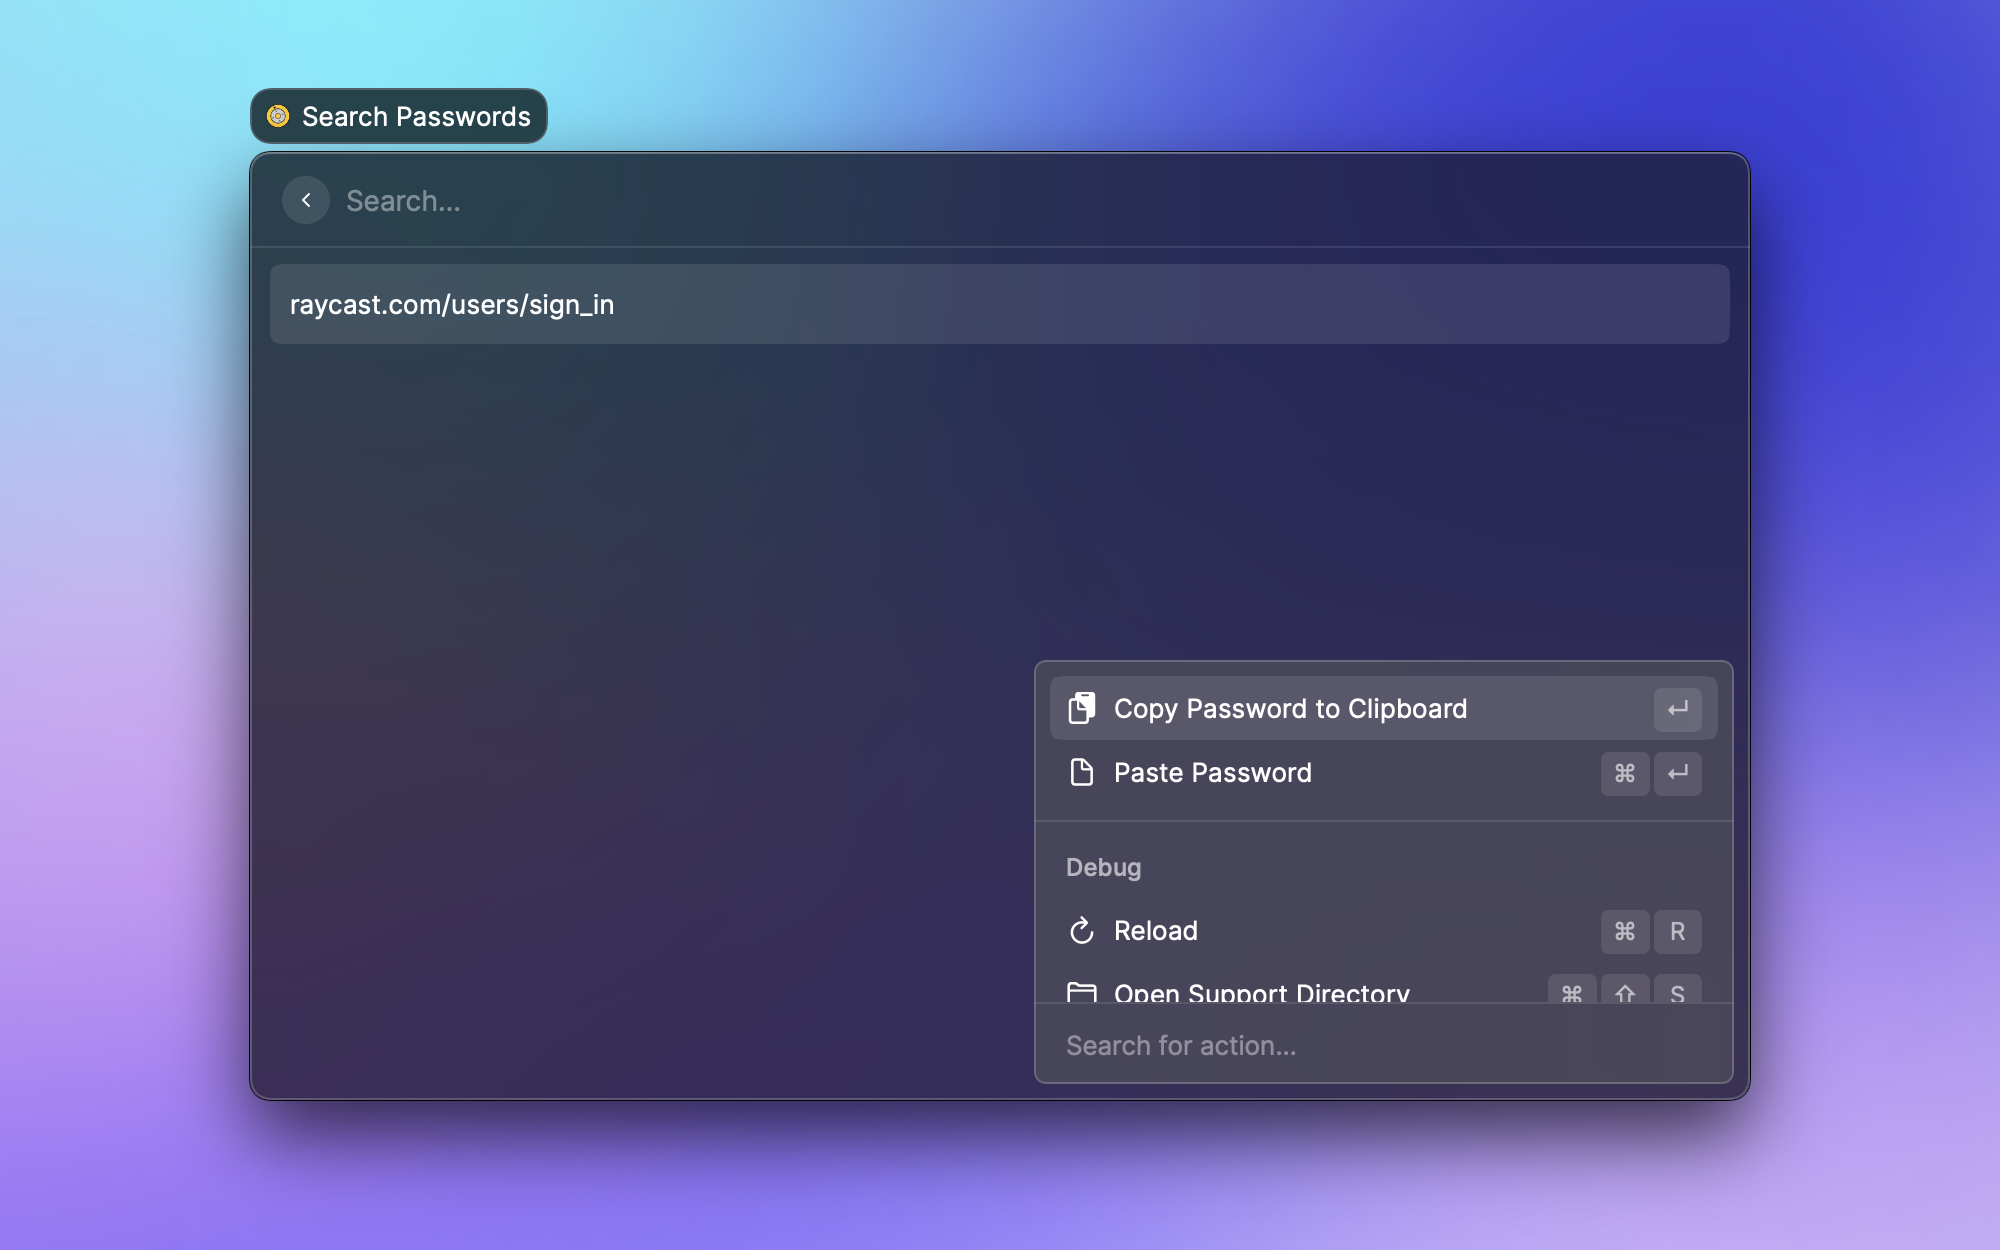 Search Passwords
Search...
raycast.com/users/sign_in
Copy Password to Clipboard ↵
Paste Password ⌘ ↵
Debug
Reload ⌘ R
Open Support Directory ⌘ ⇧ S
Search for action...